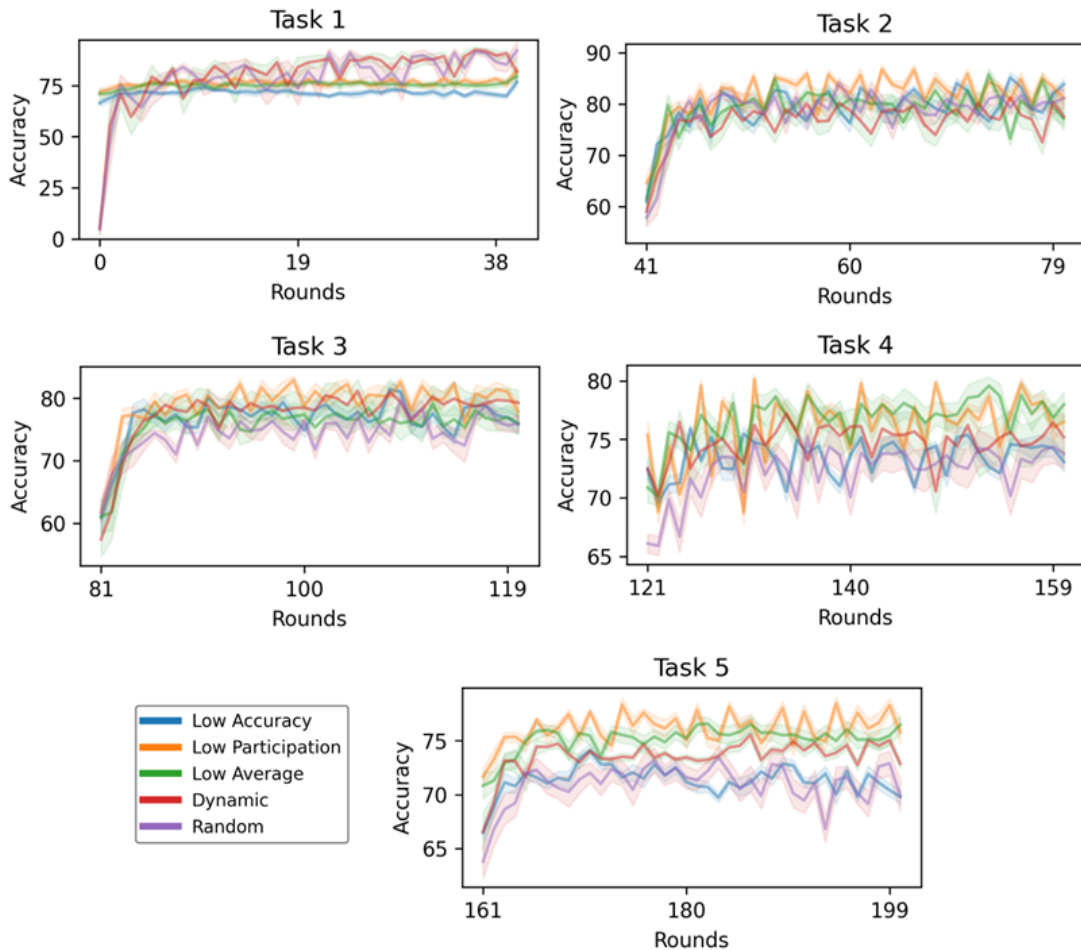 Task 1
Accuracy
75
50
25
0
0 19 38
Rounds
Task 2
Accuracy
90
80
70
60
41 60 79
Rounds
Task 3
Accuracy
80
70
60
81 100 119
Rounds
Task 4
Accuracy
80
75
70
65
121 140 159
Rounds
Low Accuracy
Low Participation
Low Average
Dynamic
Random
Task 5
Accuracy
75
70
65
161 180 199
Rounds